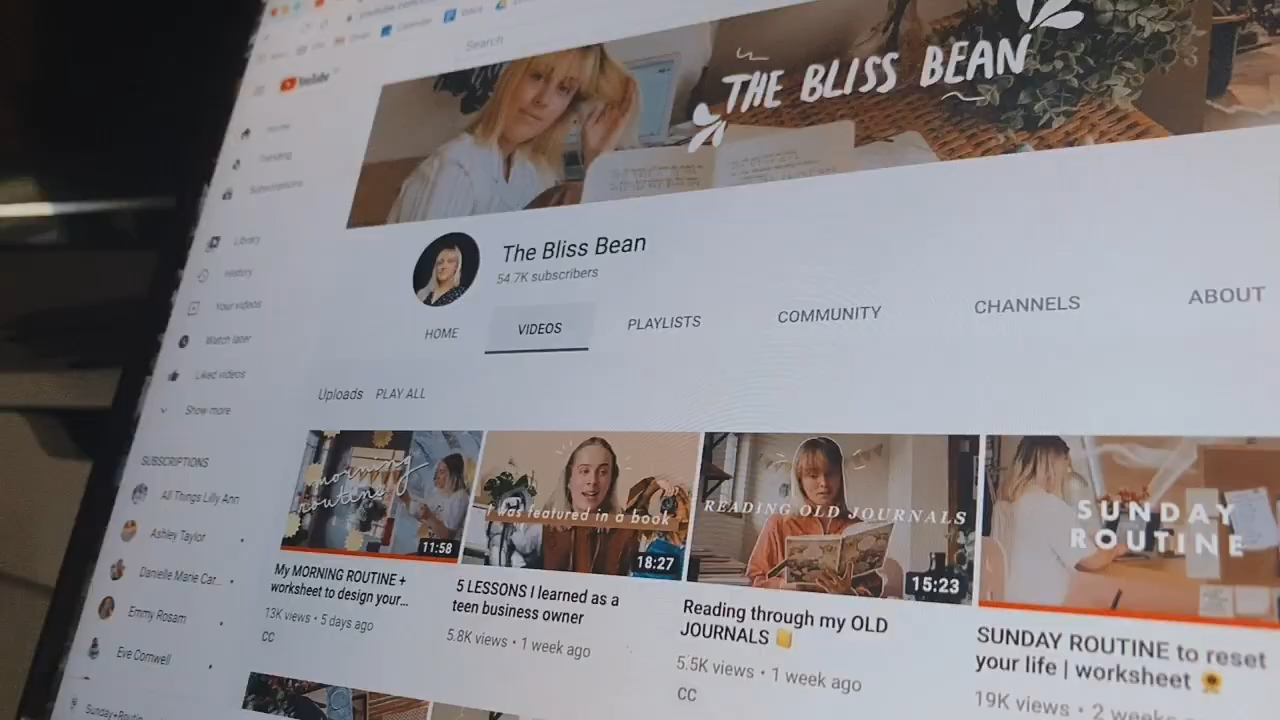 YouTube
Search
THE BLISS BEAN
Home
Trending
Subscriptions
Library
History
Your videos
Watch later
Liked videos
Show more
SUBSCRIPTIONS
All Things Lilly Ann
Ashley Taylor
Danielle Marie Car...
Emmy Rosam
Eve Cornwell
The Bliss Bean
54.7K subscribers
HOME
VIDEOS
PLAYLISTS
COMMUNITY
CHANNELS
ABOUT
Uploads PLAY ALL
morning
routine
11:58
My MORNING ROUTINE +
worksheet to design your...
13K views • 5 days ago
CC
I was featured in a book
18:27
5 LESSONS I learned as a
teen business owner
5.8K views • 1 week ago
READING OLD JOURNALS
15:23
Reading through my OLD
JOURNALS
5.5K views • 1 week ago
CC
SUNDAY
ROUTINE
SUNDAY ROUTINE to reset
your life | worksheet
19K views • 2 weeks